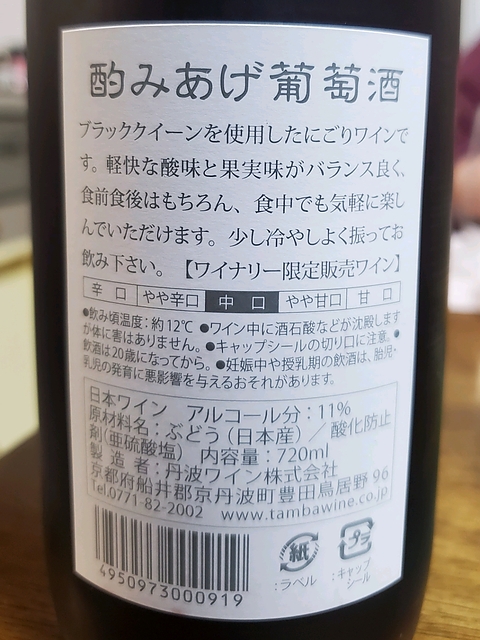 酌みあげ葡萄酒
ブラッククイーンを使用したにごりワインで
す。軽快な酸味と果実味がバランス良く、
食前食後はもちろん、食中でも気軽に楽し
んでいただけます。少し冷やしよく振ってお
飲み下さい。【ワイナリー限定販売ワイン】
辛口 やや辛口 中口 やや甘口 甘口
●飲み頃温度：約12℃ ●ワイン中に酒石酸などが沈殿します
が体に害はありません。●キャップシールの切り口に注意。●
飲酒は20歳になってから。●妊娠中や授乳期の飲酒は、胎児・
乳児の発育に悪影響を与えるおそれがあります。
日本ワイン アルコール分：11%
原材料名：ぶどう（日本産）／酸化防止
剤（亜硫酸塩） 内容量：720ml
製造者：丹波ワイン株式会社
京都府船井郡京丹波町豊田鳥居野 96
Tel.0771-82-2002 www.tambawine.co.jp
紙
プラ
：ラベル
：キャップ
シール
4950973000919